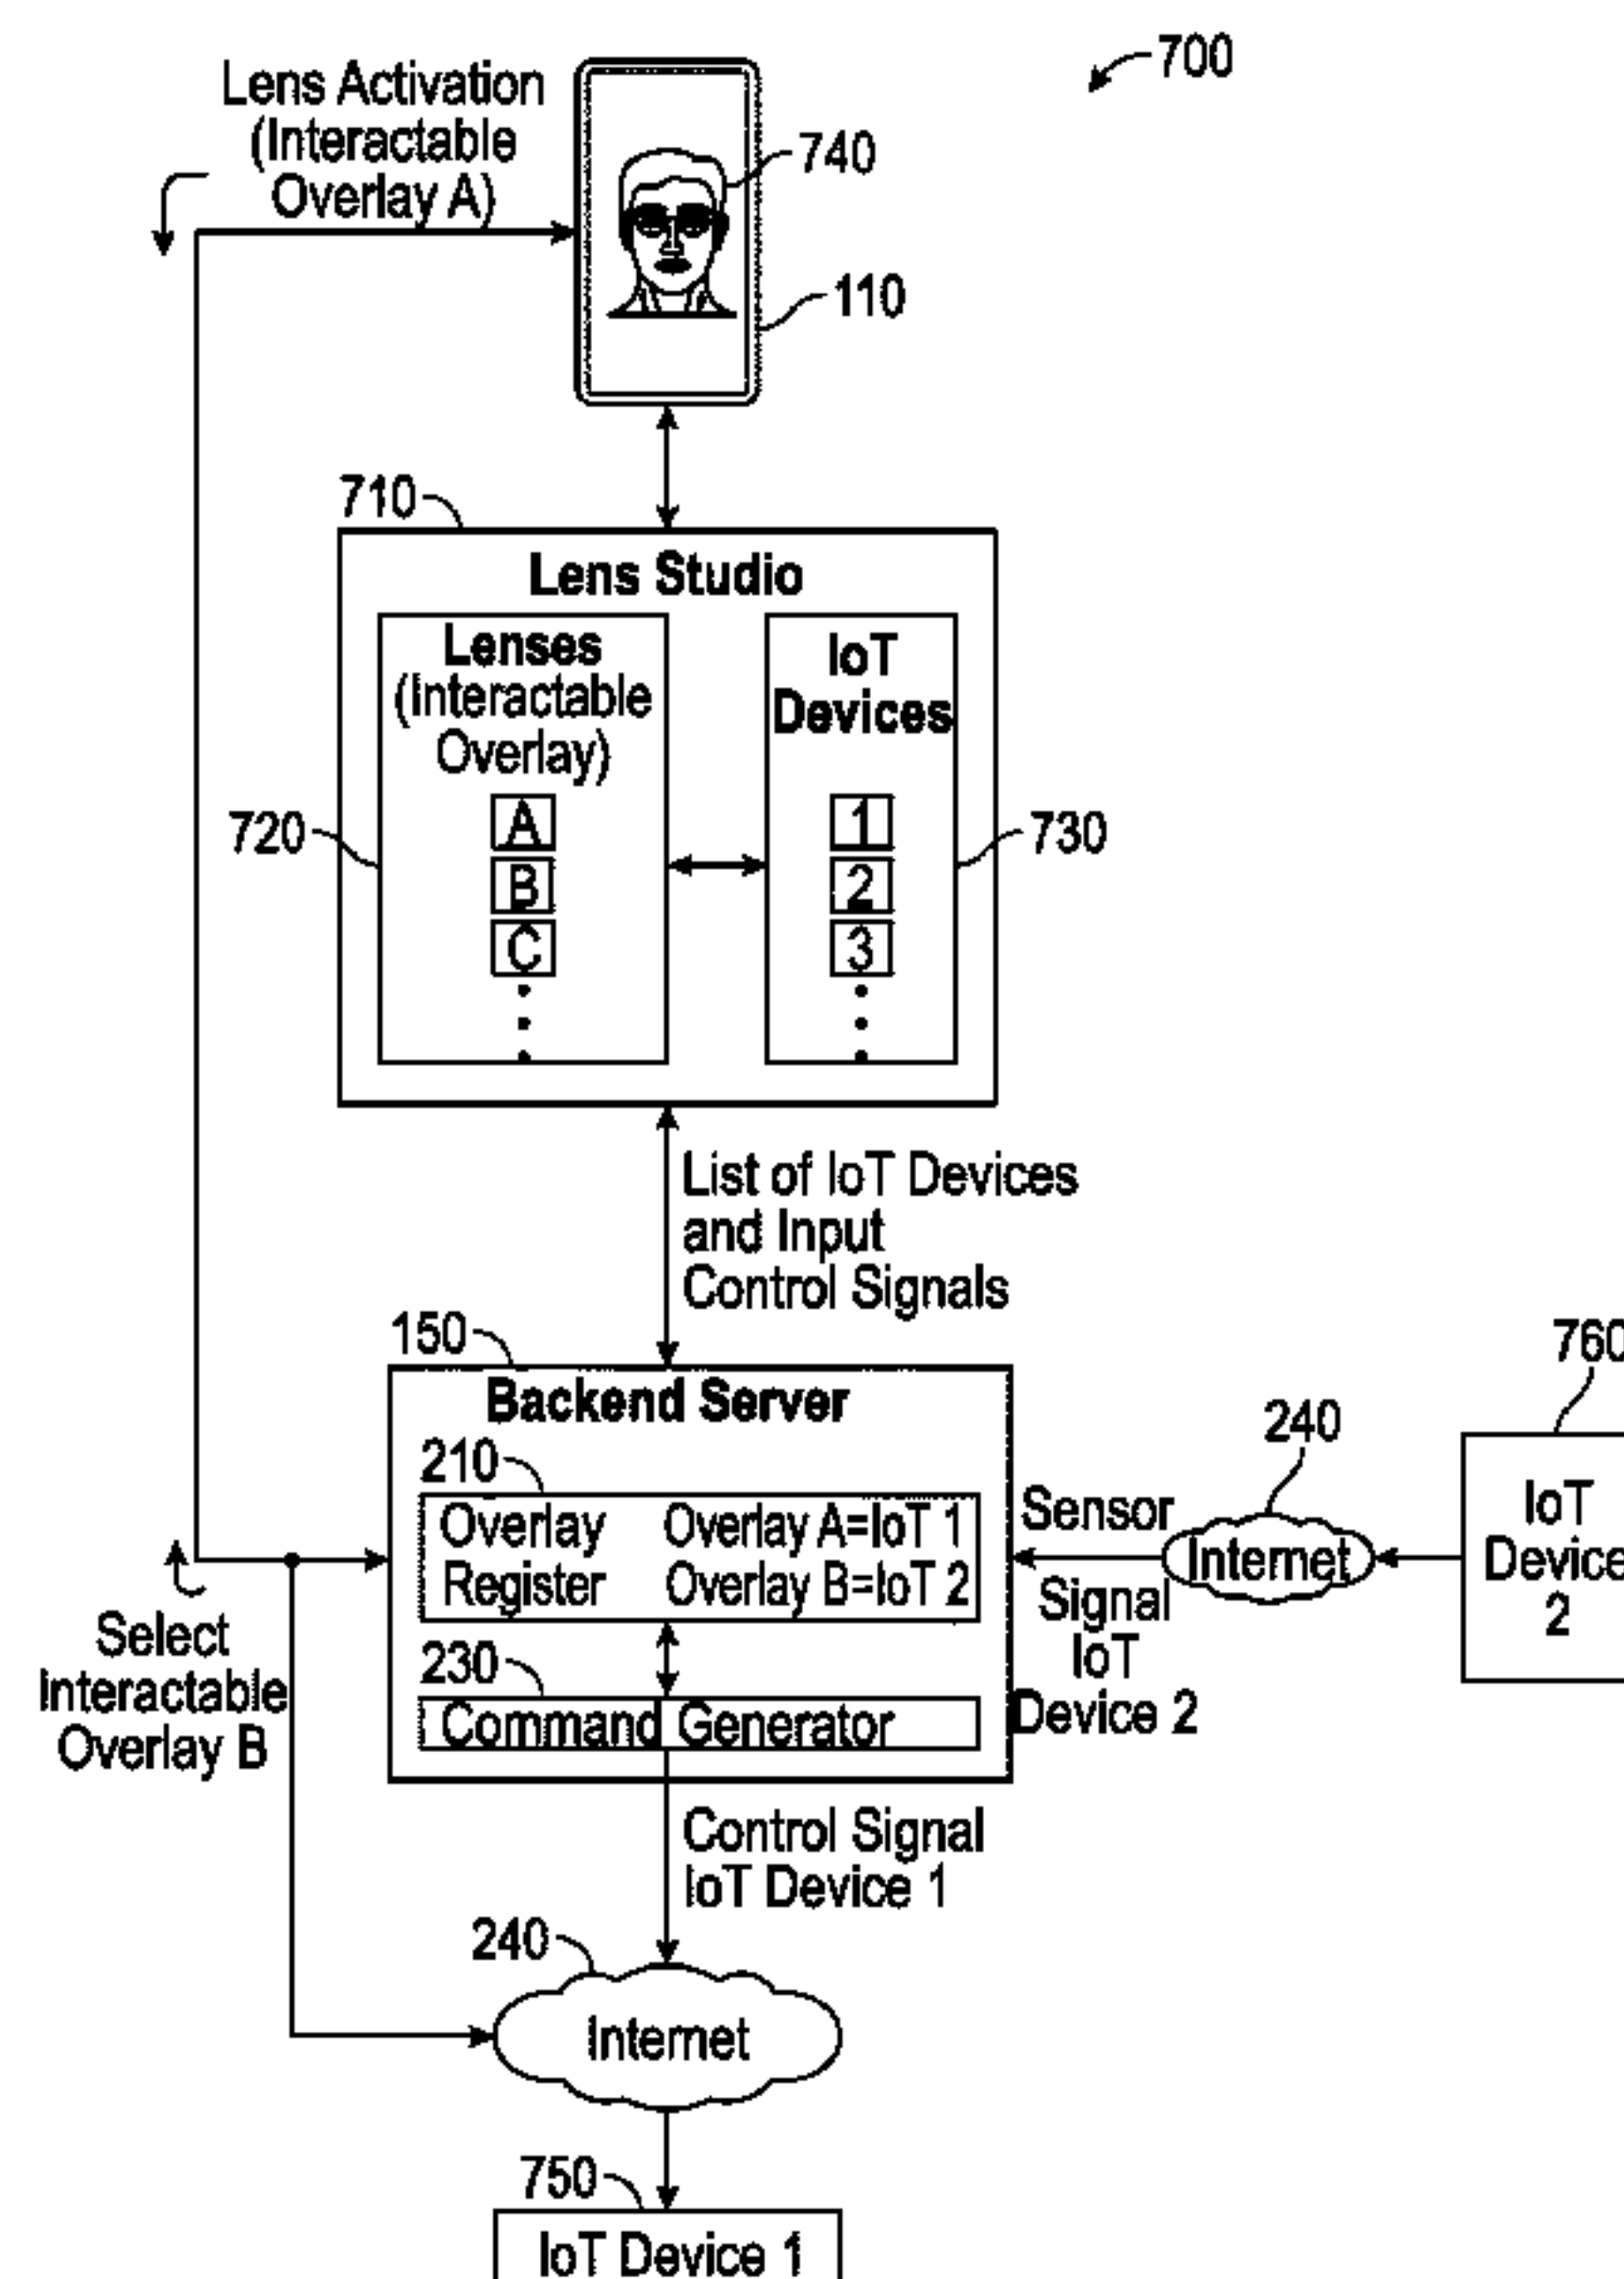 700
Lens Activation
(Interactable
Overlay A)
740
110
710
Lens Studio
Lenses
(Interactable
Overlay)
A
B
C
720
IoT
Devices
1
2
3
730
List of IoT Devices
and Input
Control Signals
150
Backend Server
210
Overlay Overlay A=IoT 1
Register Overlay B=IoT 2
230
Command Generator
Select
Interactable
Overlay B
Sensor
Signal
IoT
Device 2
240
Internet
760
IoT
Device
2
Control Signal
IoT Device 1
240
Internet
750
IoT Device 1